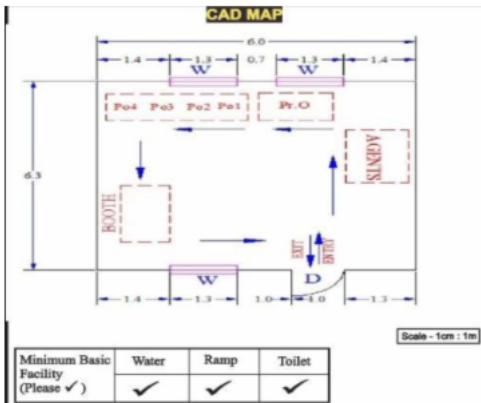 CAD MAP
6.0
1.4 1.3 0.7 1.3 1.4
W W
Po4 Po3 Po2 Po1 Pr.O
6.3
AGENTS
BOOTH
EXIT ENTRY
W D
1.4 1.3 1.0 1.0 1.3
Scale - 1cm : 1m
Minimum Basic Water Ramp Toilet
Facility
(Please ✓) ✓ ✓ ✓